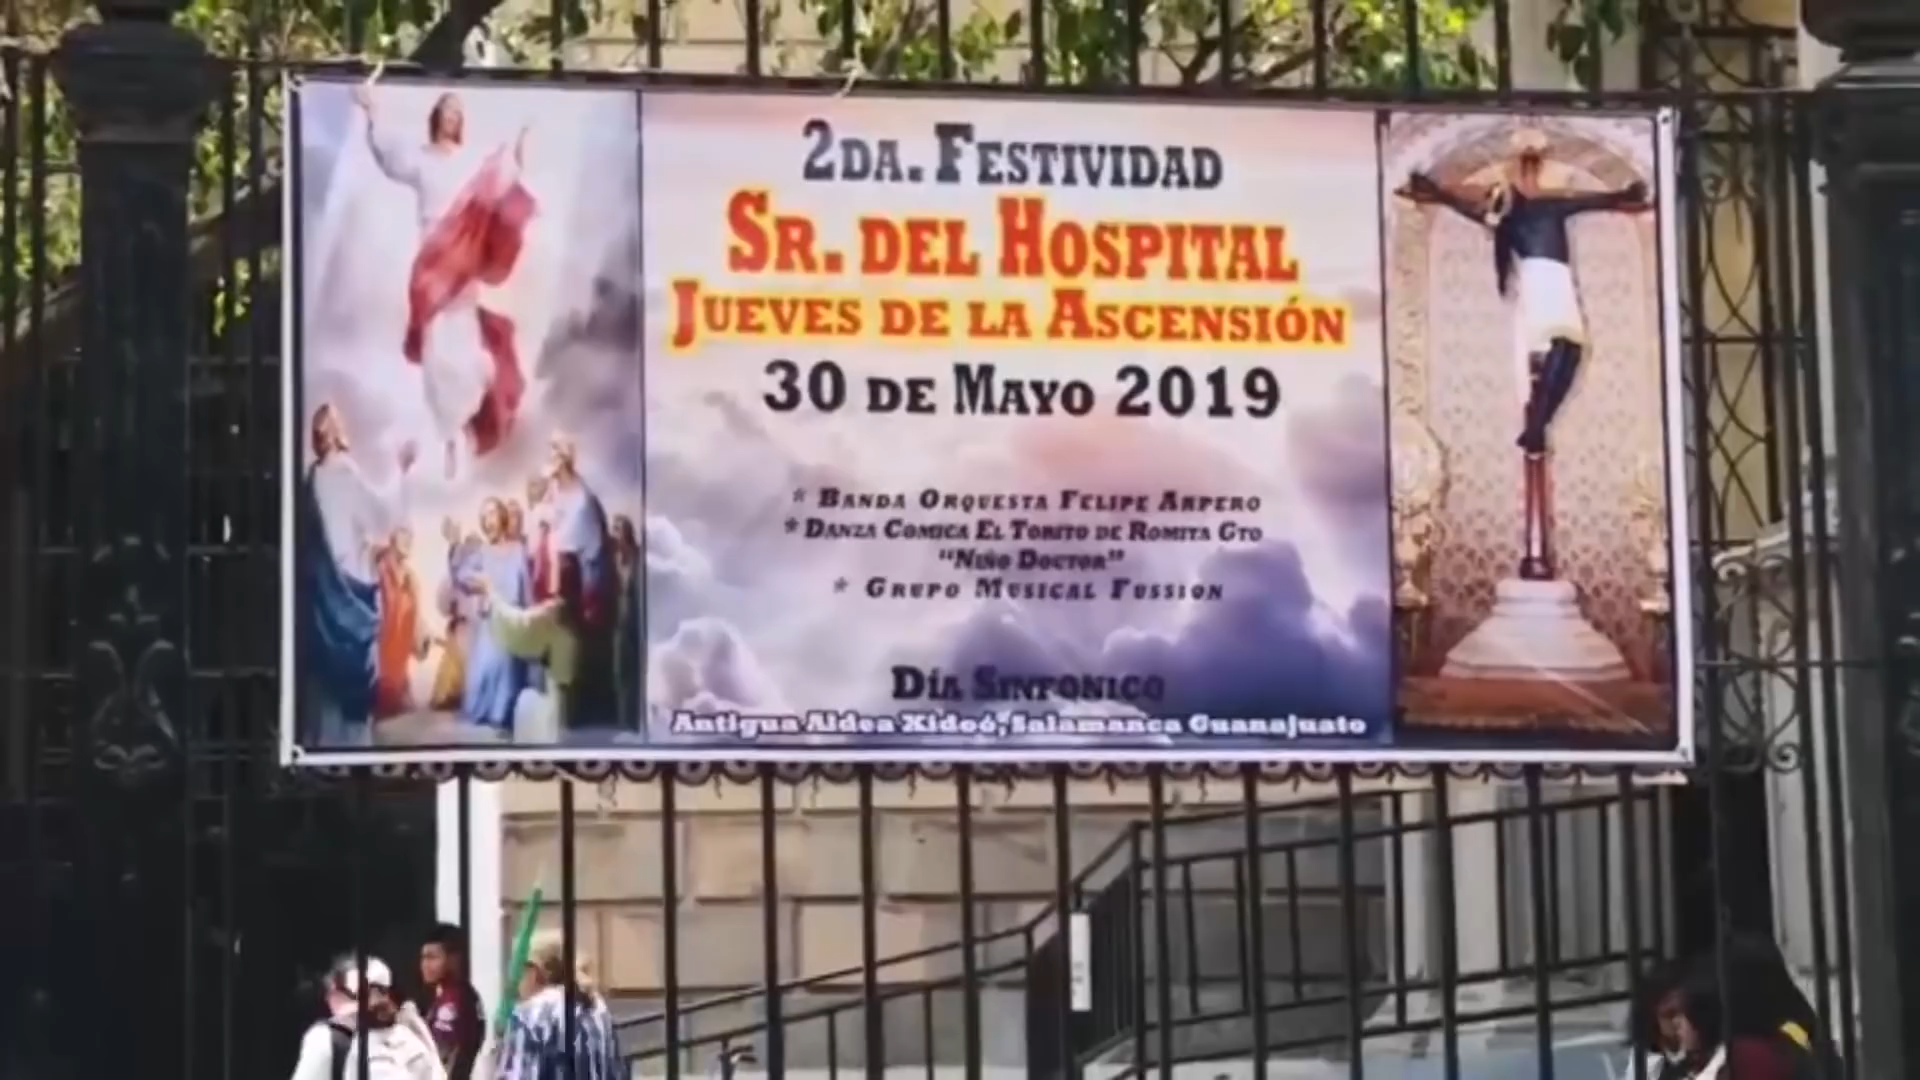 2DA. FESTIVIDAD
SR. DEL HOSPITAL
JUEVES DE LA ASCENSIÓN
30 DE MAYO 2019
* BANDA ORQUESTA FELIPE ARPERO
* DANZA COMICA EL TORITO DE ROMITA GTO
"NIÑO DOCTOR"
* GRUPO MUSICAL FUSSION
DÍA SINFONICO
Antigua Aldea Xidoó, Salamanca Guanajuato